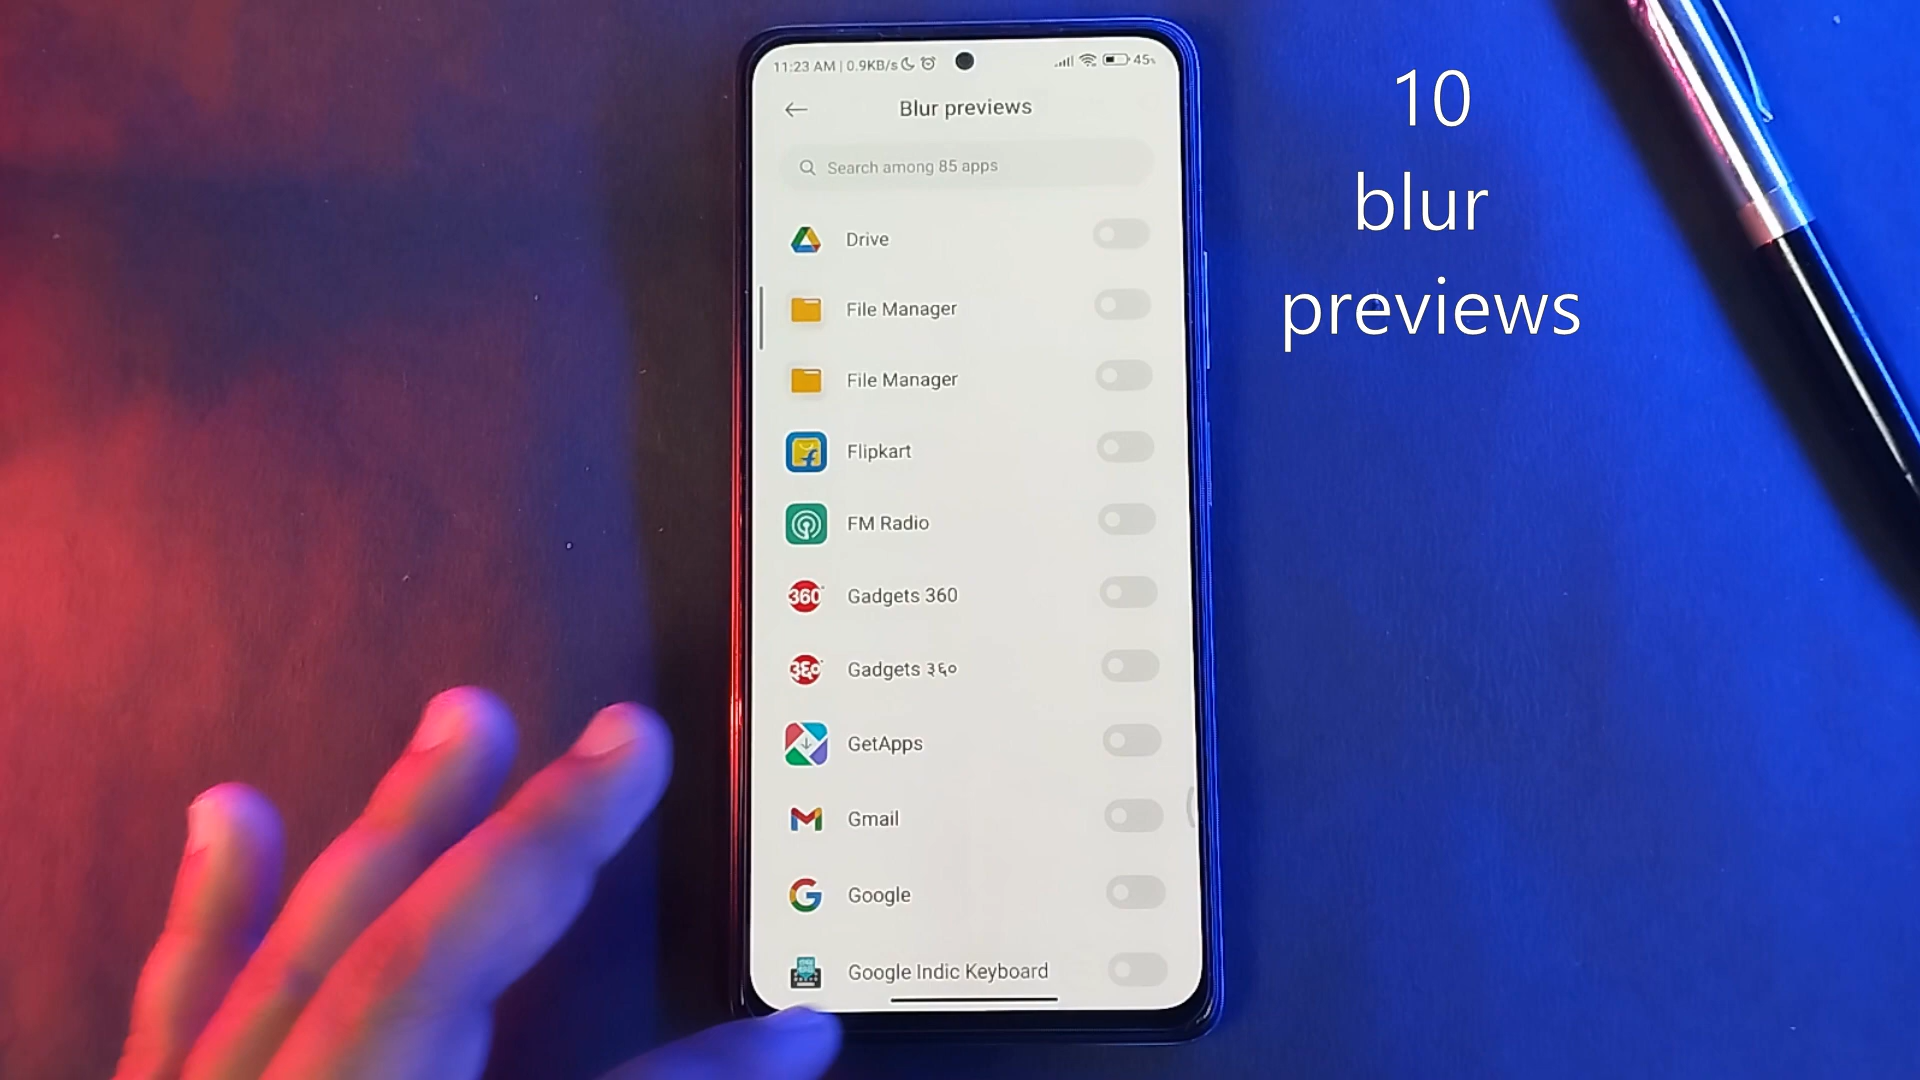 11:23 AM | 0.9KB/s
45%
Blur previews
Search among 85 apps
Drive
File Manager
File Manager
Flipkart
FM Radio
360
Gadgets 360
३६०
Gadgets ३६०
GetApps
Gmail
Google
Google Indic Keyboard
10
blur
previews